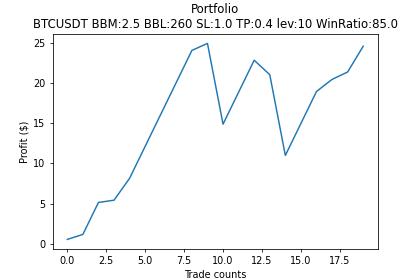 Portfolio
BTCUSDT BBM:2.5 BBL:260 SL:1.0 TP:0.4 lev:10 WinRatio:85.0
25
20
15
10
5
0
Profit ($)
0.0 2.5 5.0 7.5 10.0 12.5 15.0 17.5
Trade counts